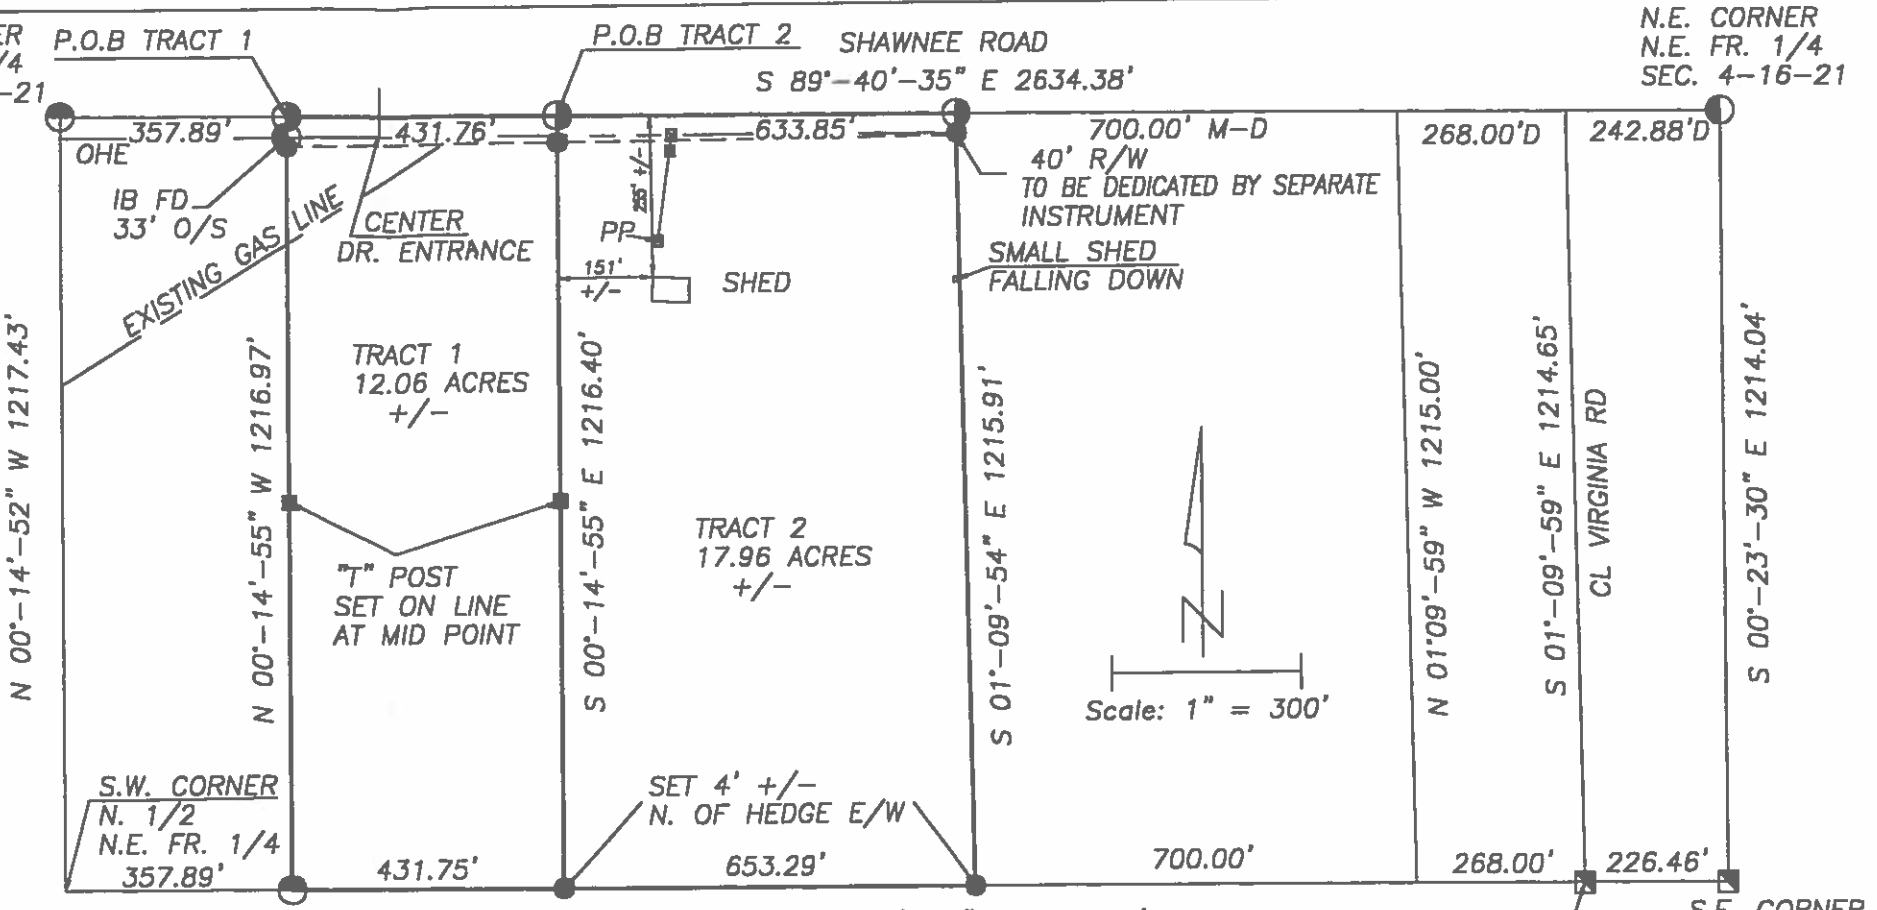 ER
1/4
-21
P.O.B TRACT 1
P.O.B TRACT 2
SHAWNEE ROAD
S 89°-40'-35" E 2634.38'
N.E. CORNER
N.E. FR. 1/4
SEC. 4-16-21
357.89'
431.76'
633.85'
700.00' M-D
268.00'D
242.88'D
OHE
IB FD
33' O/S
EXISTING GAS LINE
CENTER
DR. ENTRANCE
+/-
PP
151'
+/-
SHED
40' R/W
TO BE DEDICATED BY SEPARATE
INSTRUMENT
SMALL SHED
FALLING DOWN
N 00°-14'-52" W 1217.43'
N 00°-14'-55" W 1216.97'
TRACT 1
12.06 ACRES
+/-
S 00°-14'-55" E 1216.40'
TRACT 2
17.96 ACRES
+/-
S 01°-09'-54" E 1215.91'
N 01°09'-59" W 1215.00'
S 01°-09'-59" E 1214.65'
CL VIRGINIA RD
S 00°-23'-30" E 1214.04'
"T" POST
SET ON LINE
AT MID POINT
N
Scale: 1" = 300'
S.W. CORNER
N. 1/2
N.E. FR. 1/4
SET 4' +/-
N. OF HEDGE E/W
357.89'
431.75'
653.29'
700.00'
268.00'
226.46'
S.E. CORNER